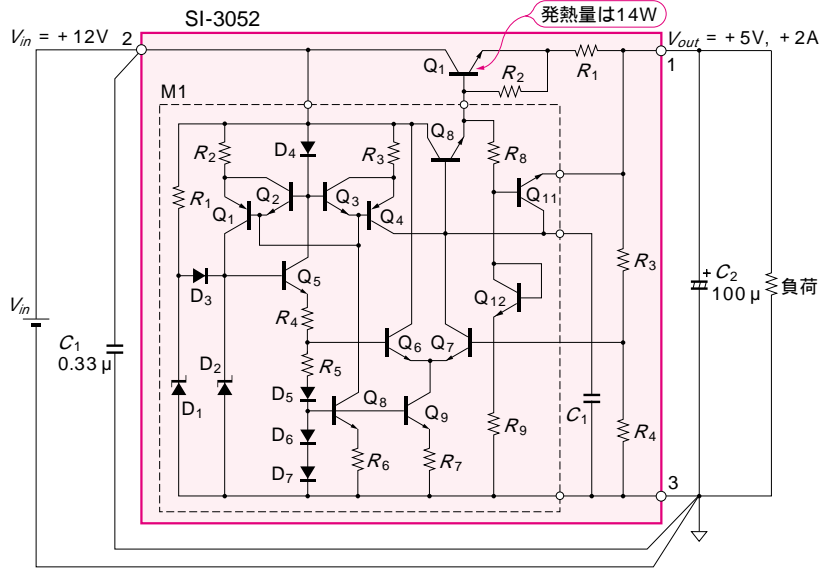 SI-3052
発熱量は14W
Vin = + 12V
2
Vout = + 5V, + 2A
1
Q1
R2
R1
M1
Q8
R2
D4
R3
R8
R1
Q2
Q3
Q1
Q4
Q11
D3
Q5
R3
Q12
C2
+
100 μ
負荷
R4
Vin
C1
0.33 μ
D2
Q6
Q7
R5
D1
D5
Q8
Q9
C1
D6
R9
R4
D7
R6
R7
3